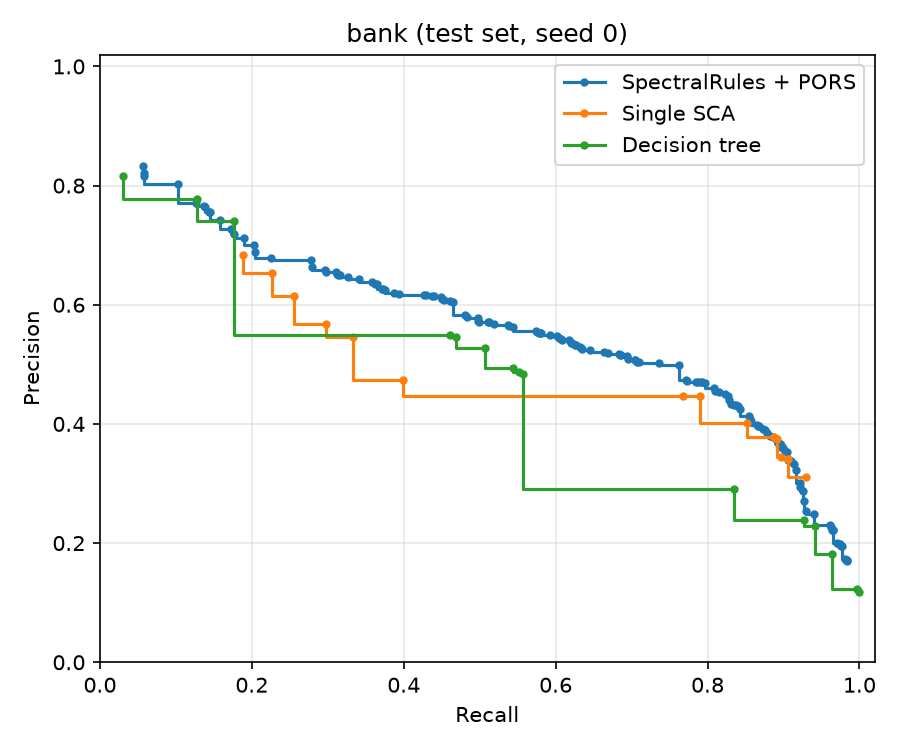 bank (test set, seed 0)
SpectralRules + PORS
Single SCA
Decision tree
Precision
1.0
0.8
0.6
0.4
0.2
0.0
0.0 0.2 0.4 0.6 0.8 1.0
Recall